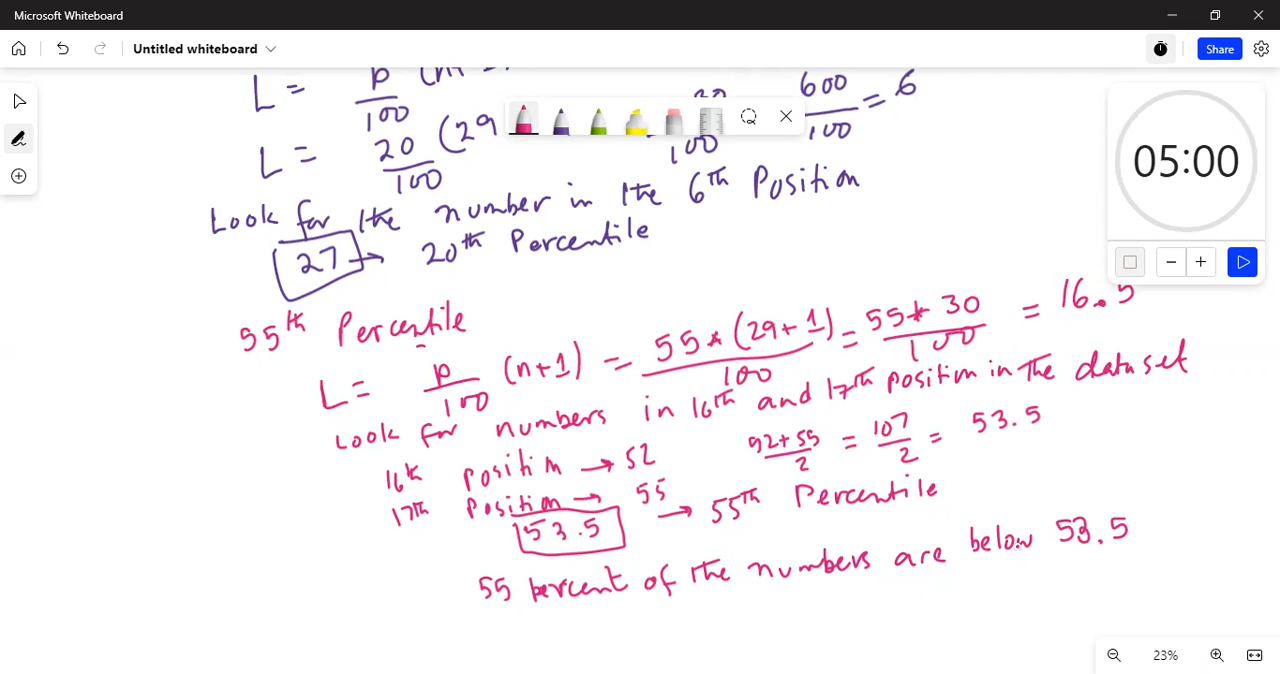 Microsoft Whiteboard
Untitled whiteboard
Share
05:00
L = p/100 (n+1
600/100 = 6
L = 20/100 (29
100
Look for the number in the 6th Position
27 → 20th Percentile
55th Percentile
L = p/100 (n+1) = 55*(29+1)/100 = 55*30/100 = 16.5
Look for numbers in 16th and 17th position in the dataset
16th position → 52
52+55/2 = 107/2 = 53.5
17th Position → 55
53.5 → 55th Percentile
55 percent of the numbers are below 53.5
23%